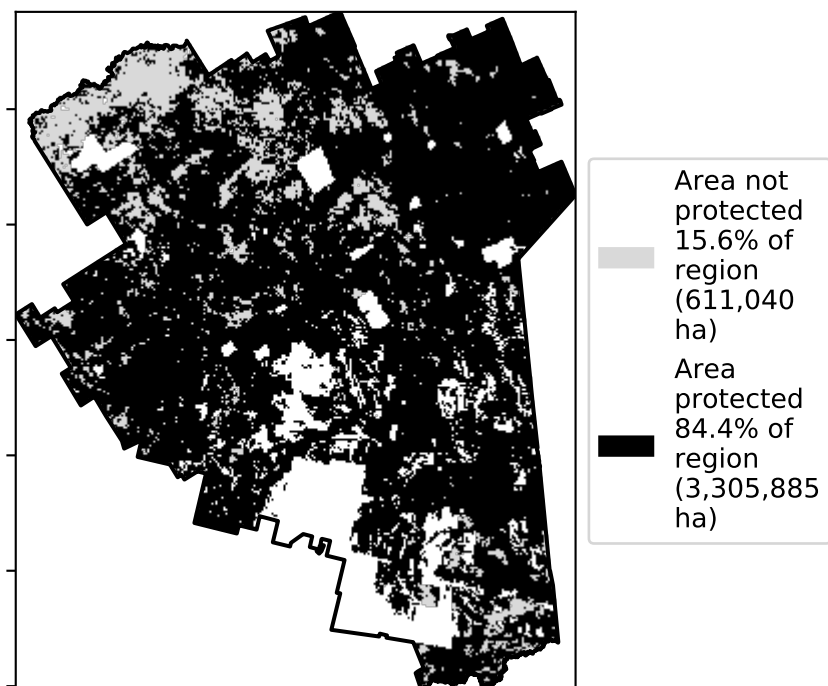 Area not
protected
15.6% of
region
(611,040
ha)
Area
protected
84.4% of
region
(3,305,885
ha)